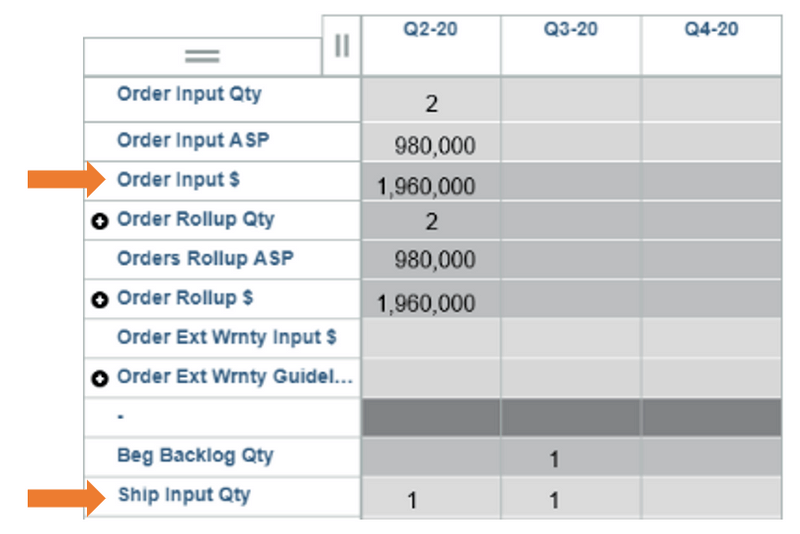 Q2-20 Q3-20 Q4-20
Order Input Qty 2
Order Input ASP 980,000
Order Input $ 1,960,000
Order Rollup Qty 2
Orders Rollup ASP 980,000
Order Rollup $ 1,960,000
Order Ext Wrnty Input $
Order Ext Wrnty Guidel...
-
Beg Backlog Qty 1
Ship Input Qty 1 1